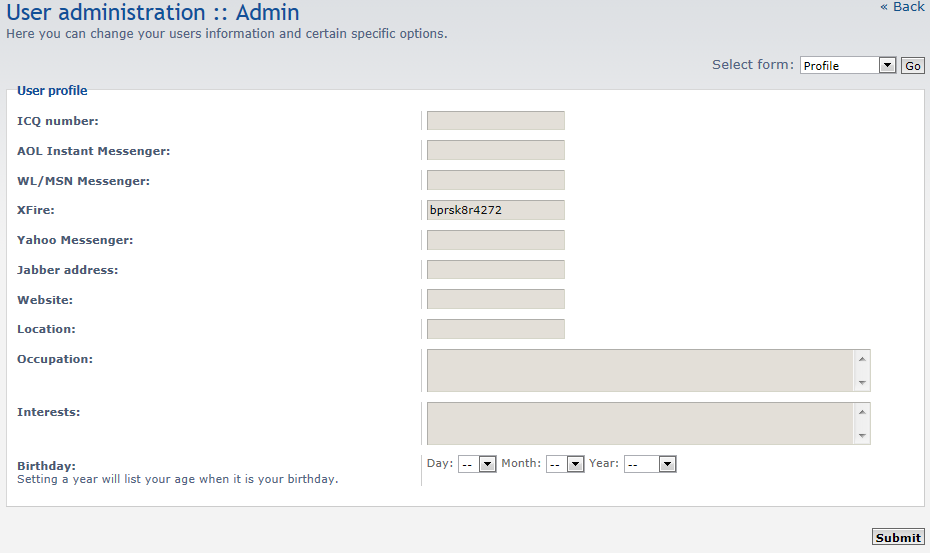 User administration :: Admin
« Back
Here you can change your users information and certain specific options.
Select form: Profile Go
User profile
ICQ number:
AOL Instant Messenger:
WL/MSN Messenger:
XFire: bprsk8r4272
Yahoo Messenger:
Jabber address:
Website:
Location:
Occupation:
Interests:
Birthday: Day: -- Month: -- Year: --
Setting a year will list your age when it is your birthday.
Submit